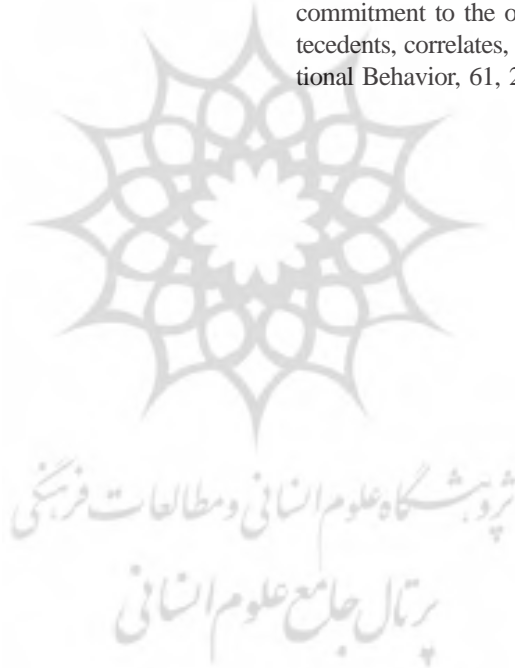 commitment to the o
tecedents, correlates,
tional Behavior, 61, 2
پژوهشگاه علوم انسانی و مطالعات فرهنگی
پرتال جامع علوم انسانی